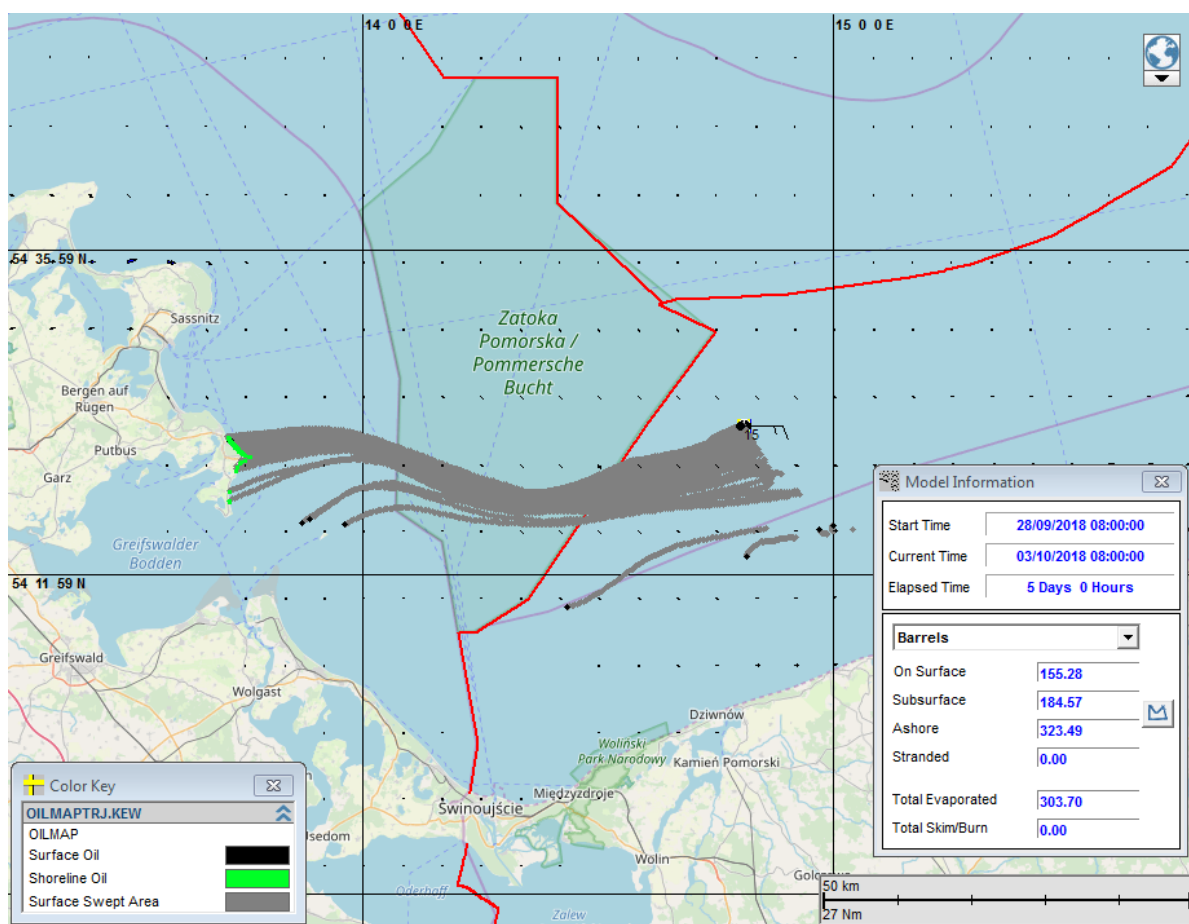 14 0 0 E
15 0 0 E
54 35.59 N
Sassnitz
Zatoka
Pomorska /
Pommersche
Bucht
Bergen auf
Rügen
Putbus
Garz
15
Greifswalder
Bodden
54 11 59 N
Greifswald
Wolgast
Dziwnów
Woliński
Park Narodowy
Kamień Pomorski
Międzyzdroje
Świnoujście
Wolin
Oderhaff
Zalew
Model Information
Start Time 28/09/2018 08:00:00
Current Time 03/10/2018 08:00:00
Elapsed Time 5 Days 0 Hours
Barrels
On Surface 155.28
Subsurface 184.57
Ashore 323.49
Stranded 0.00
Total Evaporated 303.70
Total Skim/Burn 0.00
Color Key
OILMAPTRJ.KEW
OILMAP
Surface Oil
Shoreline Oil
Surface Swept Area
50 km
27 Nm